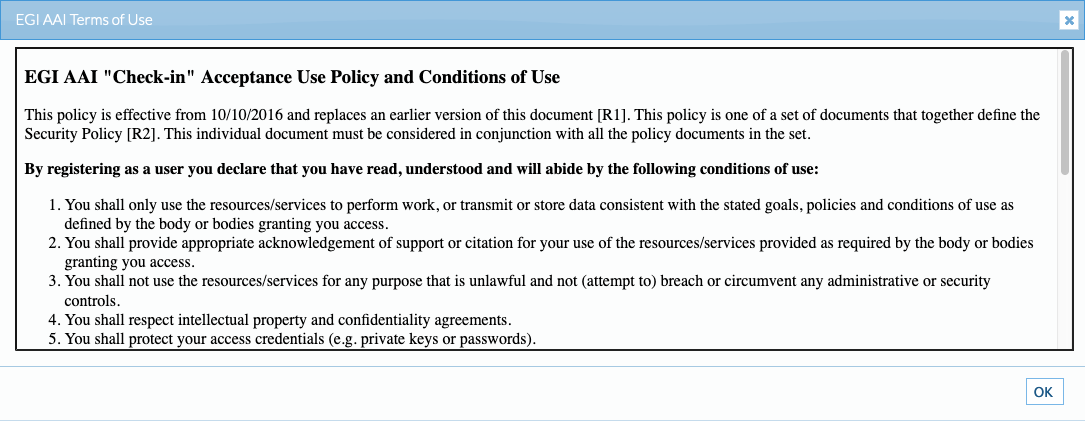 EGI AAI Terms of Use
EGI AAI "Check-in" Acceptance Use Policy and Conditions of Use
This policy is effective from 10/10/2016 and replaces an earlier version of this document [R1]. This policy is one of a set of documents that together define the
Security Policy [R2]. This individual document must be considered in conjunction with all the policy documents in the set.
By registering as a user you declare that you have read, understood and will abide by the following conditions of use:
1. You shall only use the resources/services to perform work, or transmit or store data consistent with the stated goals, policies and conditions of use as
defined by the body or bodies granting you access.
2. You shall provide appropriate acknowledgement of support or citation for your use of the resources/services provided as required by the body or bodies
granting you access.
3. You shall not use the resources/services for any purpose that is unlawful and not (attempt to) breach or circumvent any administrative or security
controls.
4. You shall respect intellectual property and confidentiality agreements.
5. You shall protect your access credentials (e.g. private keys or passwords).
OK